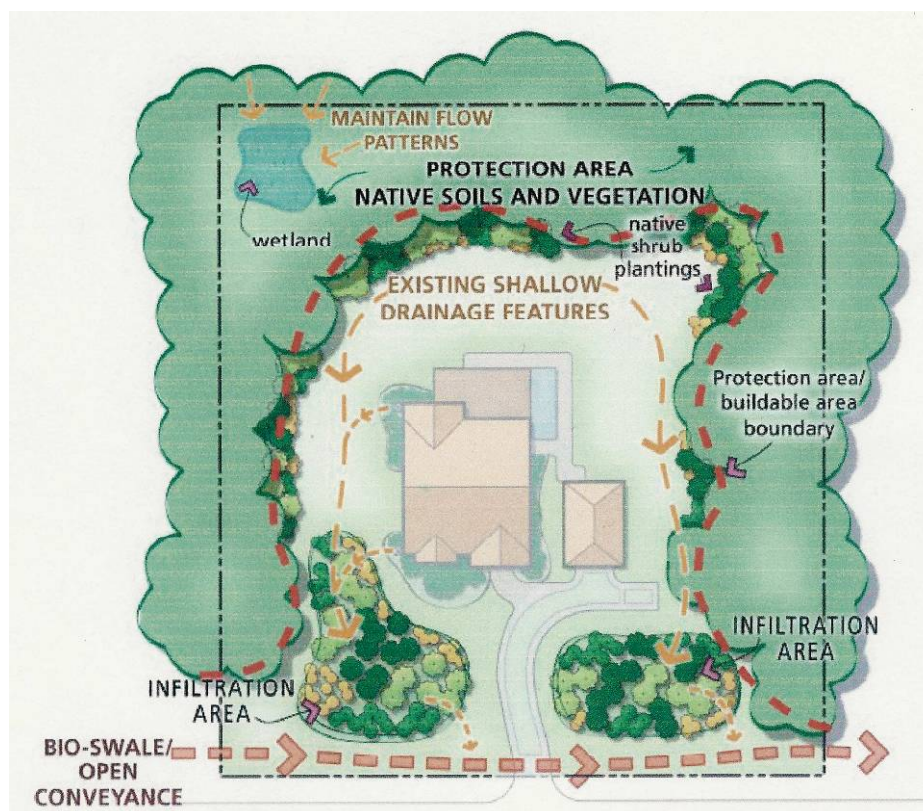 MAINTAIN FLOW
PATTERNS
PROTECTION AREA
NATIVE SOILS AND VEGETATION
wetland
native
shrub
plantings
EXISTING SHALLOW
DRAINAGE FEATURES
Protection area/
buildable area
boundary
INFILTRATION
AREA
INFILTRATION
AREA
BIO-SWALE/
OPEN
CONVEYANCE